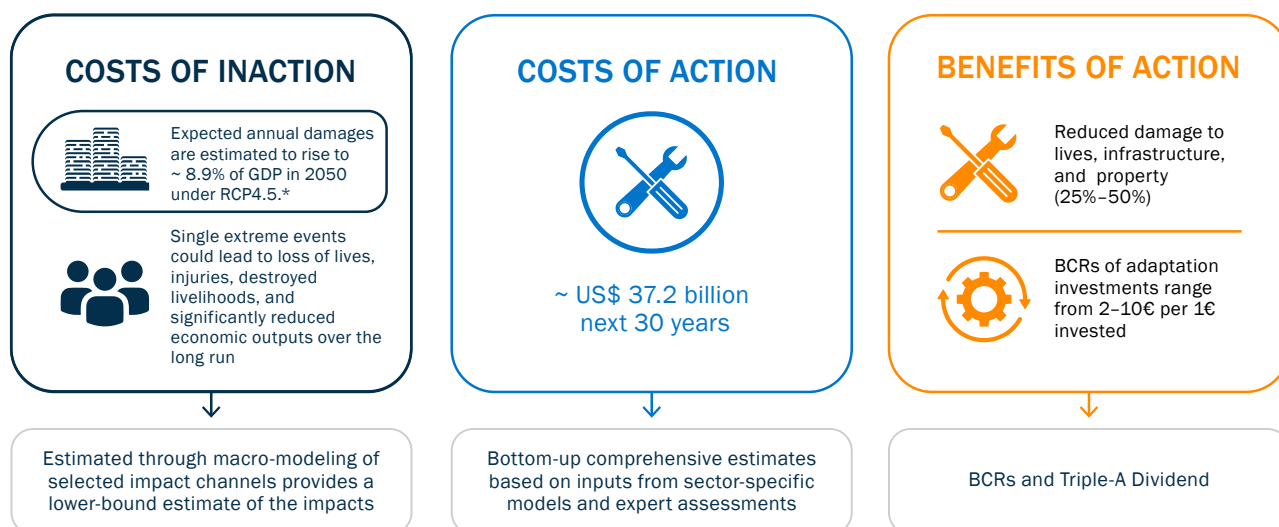 COSTS OF INACTION
Expected annual damages
are estimated to rise to
~ 8.9% of GDP in 2050
under RCP4.5.*
Single extreme events
could lead to loss of lives,
injuries, destroyed
livelihoods, and
significantly reduced
economic outputs over the
long run
Estimated through macro-modeling of
selected impact channels provides a
lower-bound estimate of the impacts
COSTS OF ACTION
~ US$ 37.2 billion
next 30 years
Bottom-up comprehensive estimates
based on inputs from sector-specific
models and expert assessments
BENEFITS OF ACTION
Reduced damage to
lives, infrastructure,
and property
(25%–50%)
BCRs of adaptation
investments range
from 2–10€ per 1€
invested
BCRs and Triple-A Dividend